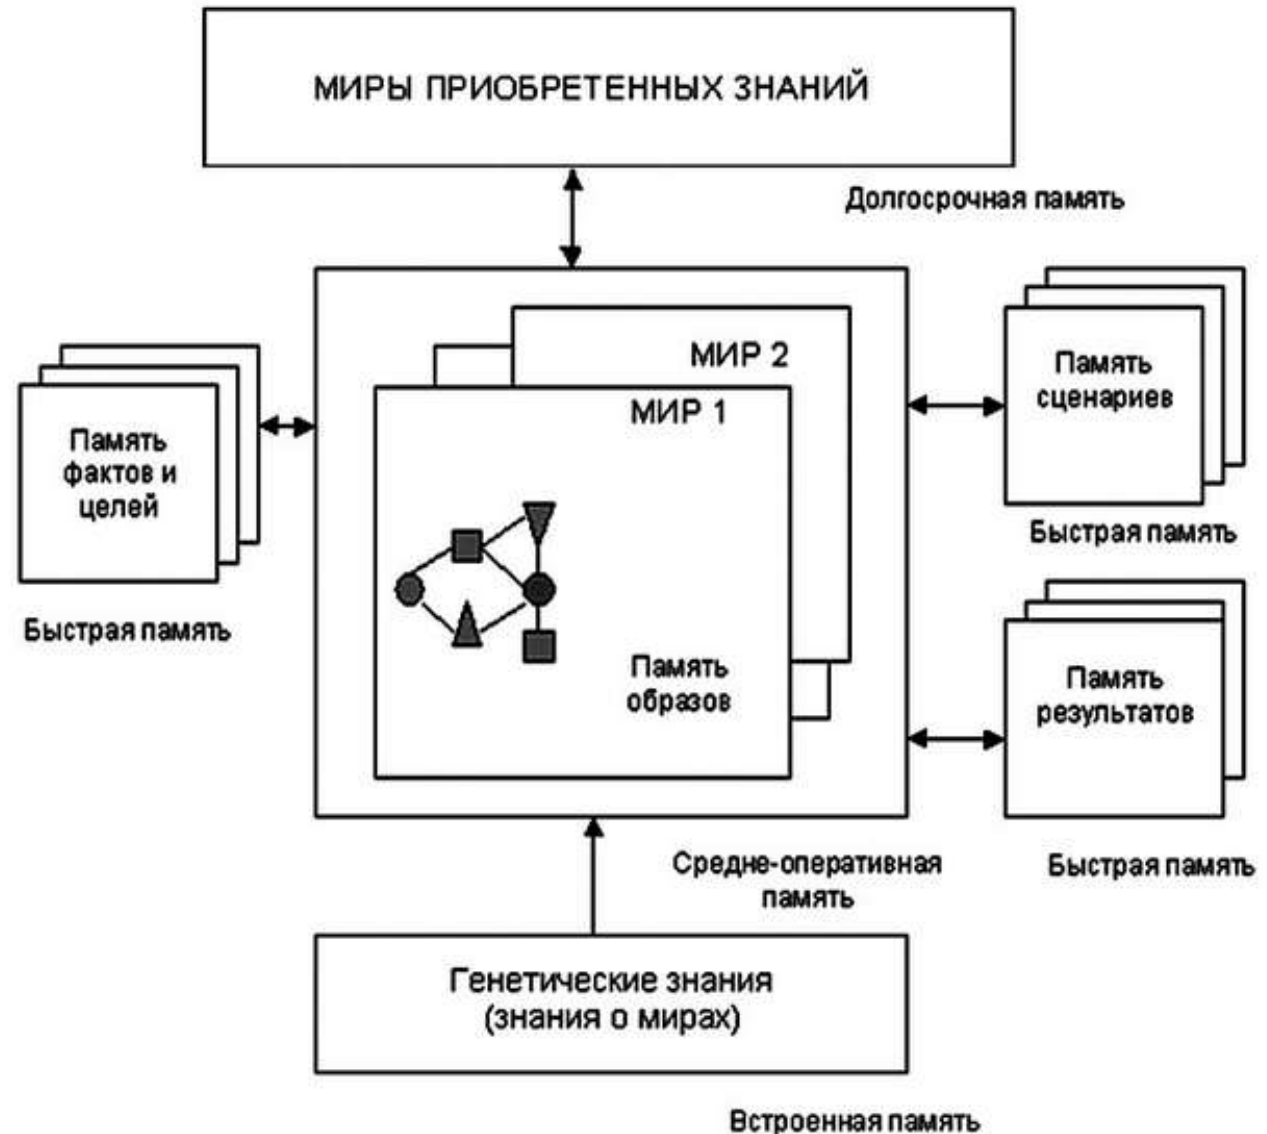 МИРЫ ПРИОБРЕТЕННЫХ ЗНАНИЙ
Долгосрочная память
МИР 2
МИР 1
Память
сценариев
Быстрая память
Память
фактов и
целей
Быстрая память
Память
образов
Память
результатов
Быстрая память
Средне-оперативная
память
Генетические знания
(знания о мирах)
Встроенная память